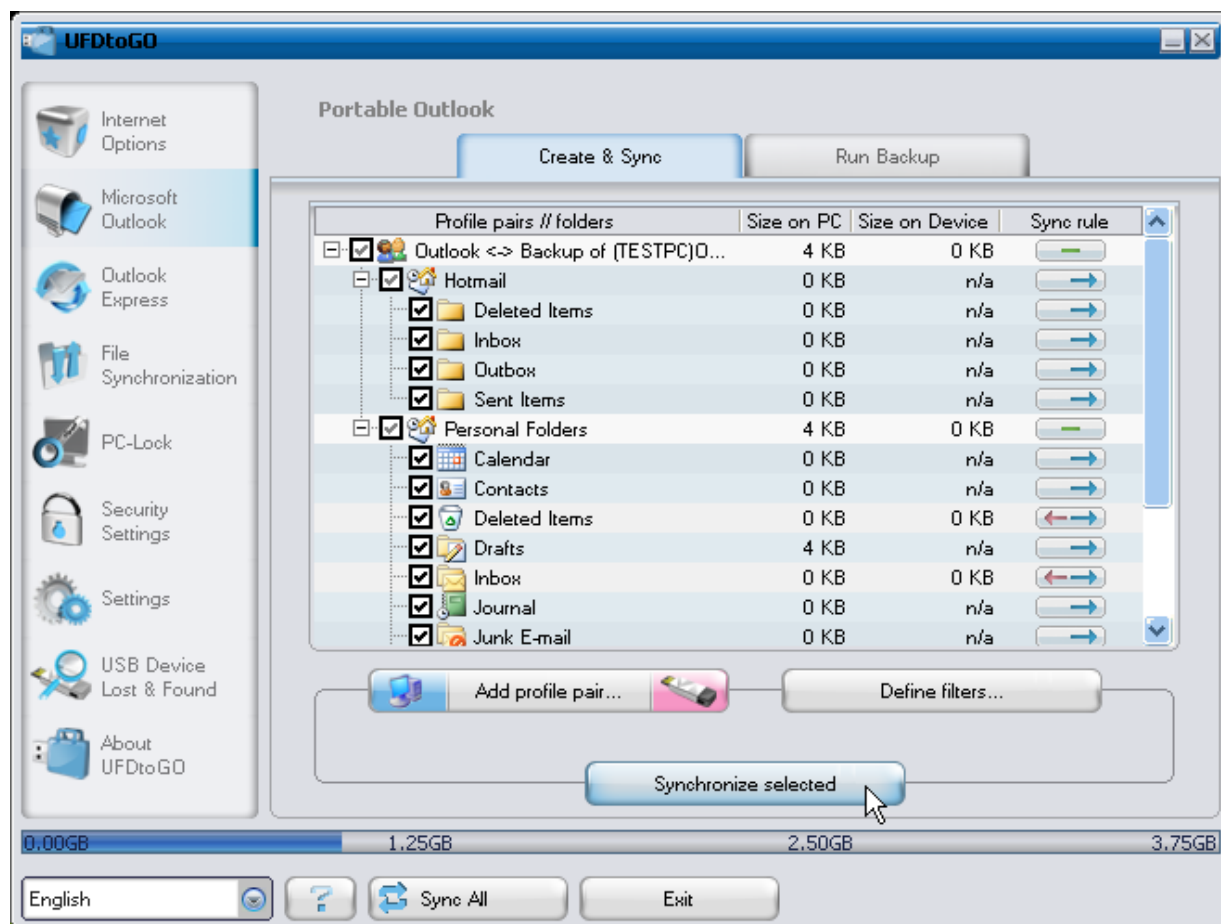 UFDtoGO
Internet
Options
Microsoft
Outlook
Outlook
Express
File
Synchronization
PC-Lock
Security
Settings
Settings
USB Device
Lost & Found
About
UFDtoGO
Portable Outlook
Create & Sync
Run Backup
Profile pairs // folders Size on PC Size on Device Sync rule
Outlook <-> Backup of (TESTPC)O... 4 KB 0 KB
Hotmail 0 KB n/a
Deleted Items 0 KB n/a
Inbox 0 KB n/a
Outbox 0 KB n/a
Sent Items 0 KB n/a
Personal Folders 4 KB 0 KB
Calendar 0 KB n/a
Contacts 0 KB n/a
Deleted Items 0 KB 0 KB
Drafts 4 KB n/a
Inbox 0 KB 0 KB
Journal 0 KB n/a
Junk E-mail 0 KB n/a
Add profile pair...
Define filters...
Synchronize selected
0.00GB 1.25GB 2.50GB 3.75GB
English ? Sync All Exit